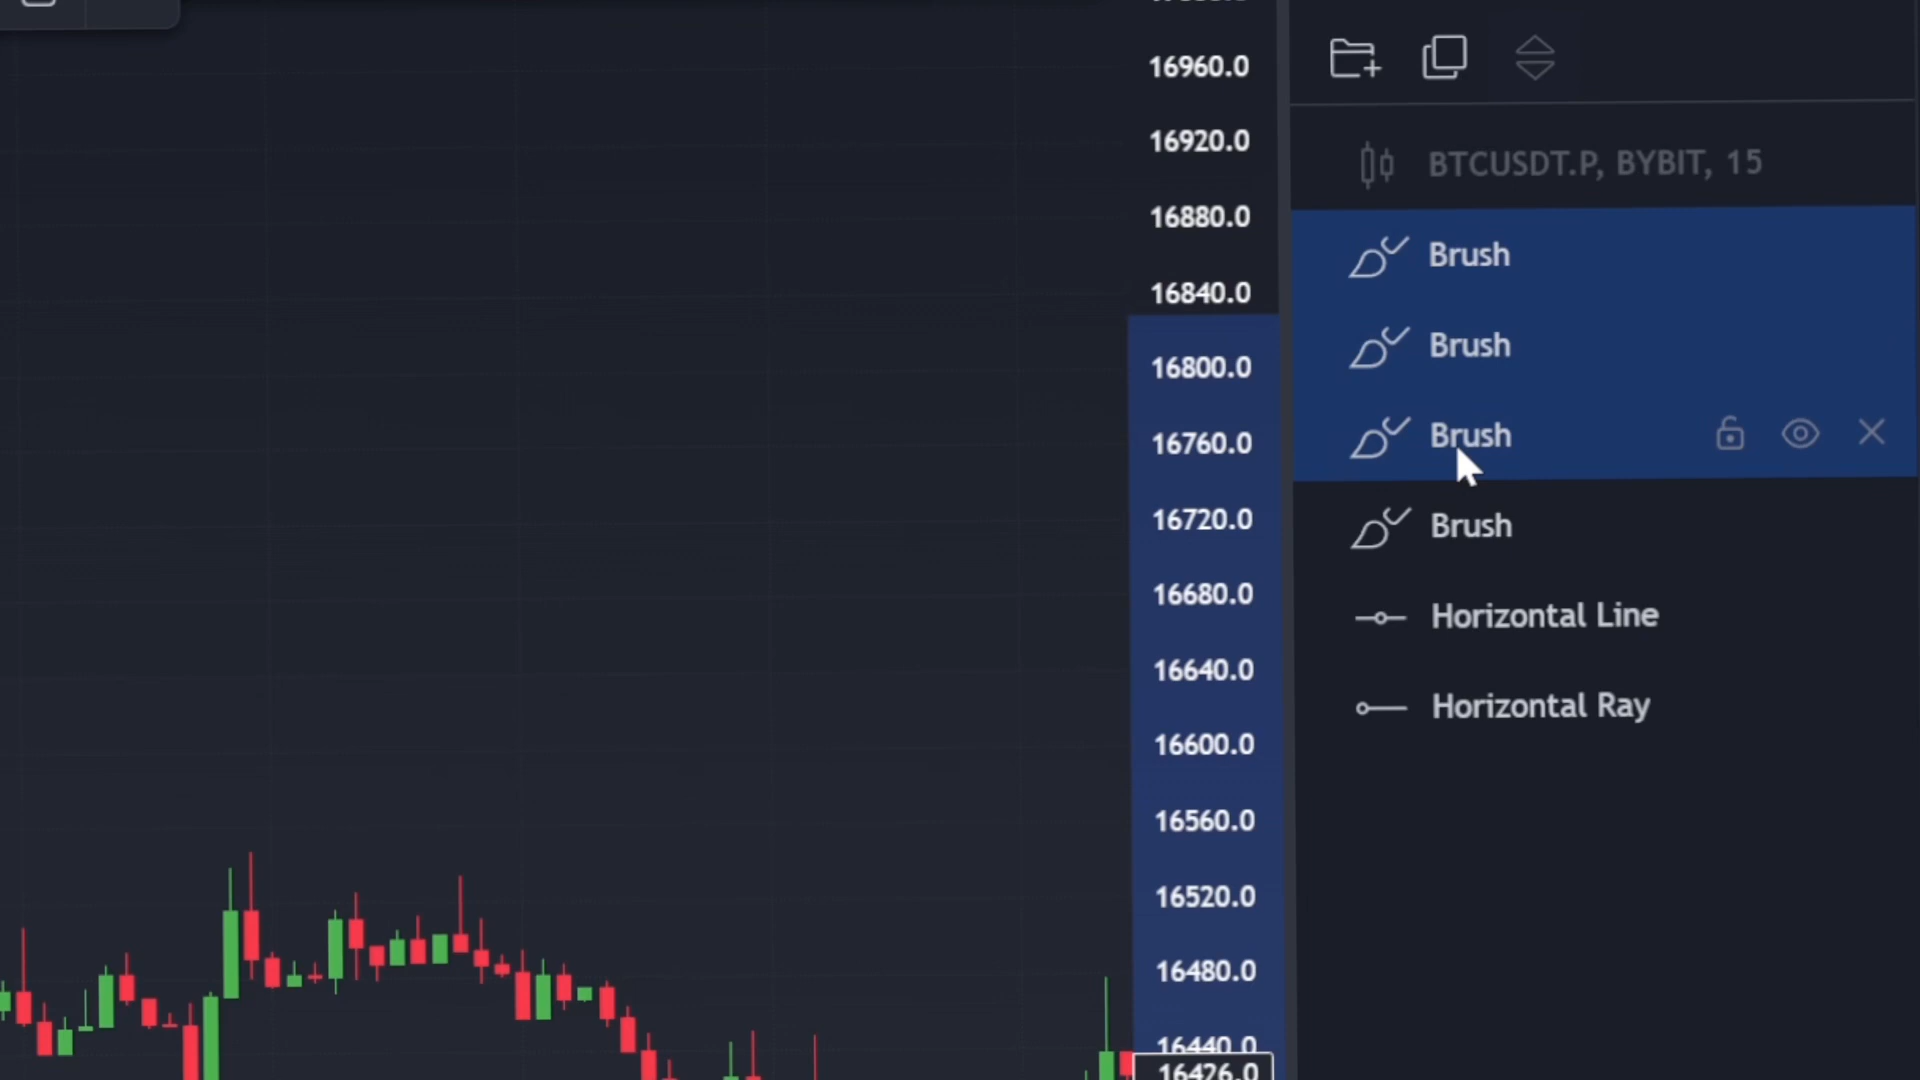 16960.0
16920.0
16880.0
16840.0
16800.0
16760.0
16720.0
16680.0
16640.0
16600.0
16560.0
16520.0
16480.0
16440.0
16426.0
BTCUSDT.P, BYBIT, 15
Brush
Brush
Brush
Brush
Horizontal Line
Horizontal Ray